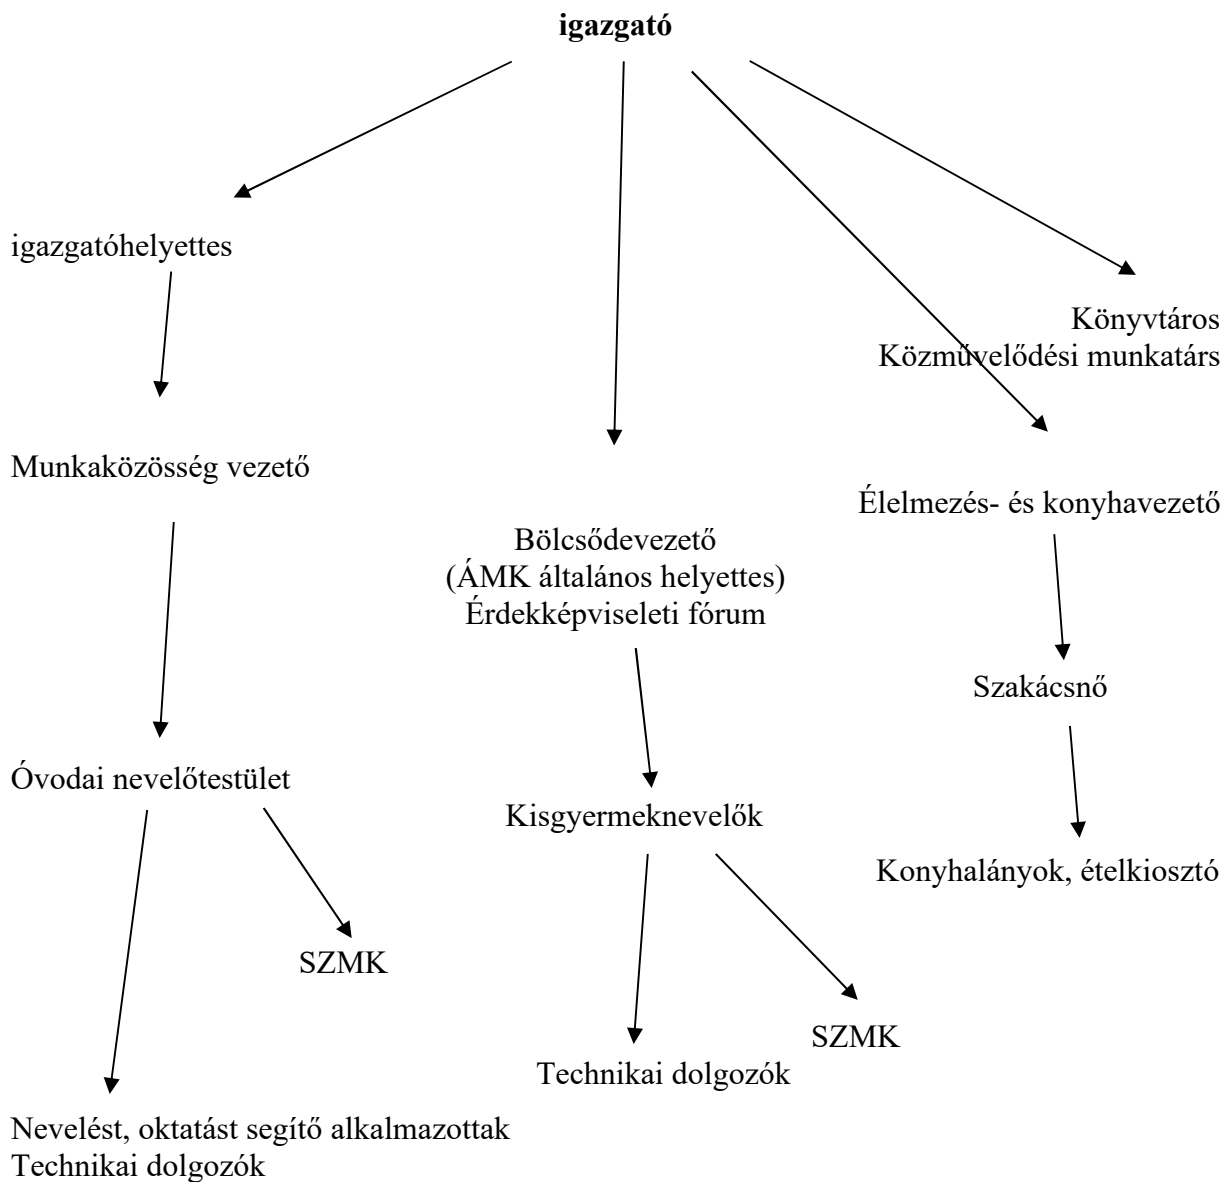 igazgató
igazgatóhelyettes
Könyvtáros
Közművelődési munkatárs
Munkaközösség vezető
Élelmezés- és konyhavezető
Bölcsődevezető
(ÁMK általános helyettes)
Érdekképviseleti fórum
Szakácsnő
Óvodai nevelőtestület
Kisgyermeknevelők
Konyhalányok, ételkiosztó
SZMK
SZMK
Technikai dolgozók
Nevelést, oktatást segítő alkalmazottak
Technikai dolgozók